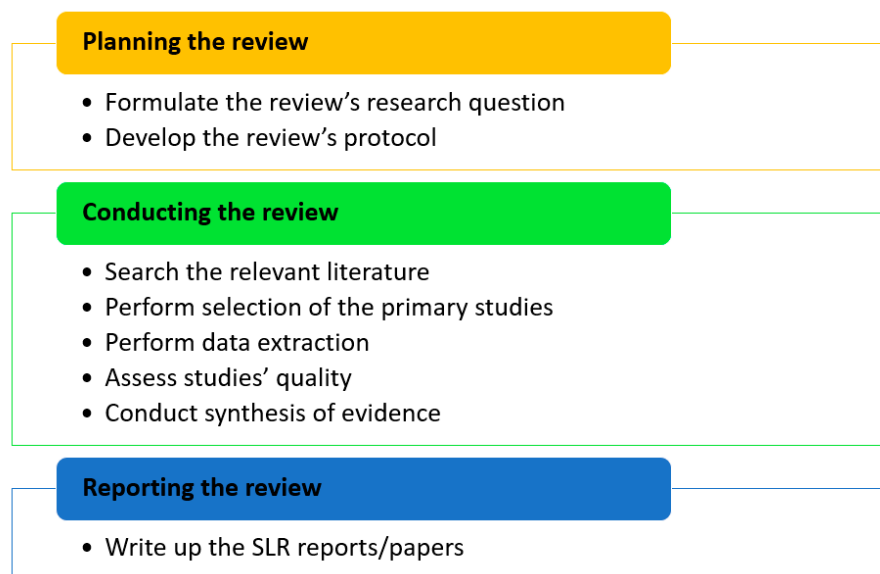 Planning the review
• Formulate the review’s research question
• Develop the review’s protocol
Conducting the review
• Search the relevant literature
• Perform selection of the primary studies
• Perform data extraction
• Assess studies’ quality
• Conduct synthesis of evidence
Reporting the review
• Write up the SLR reports/papers